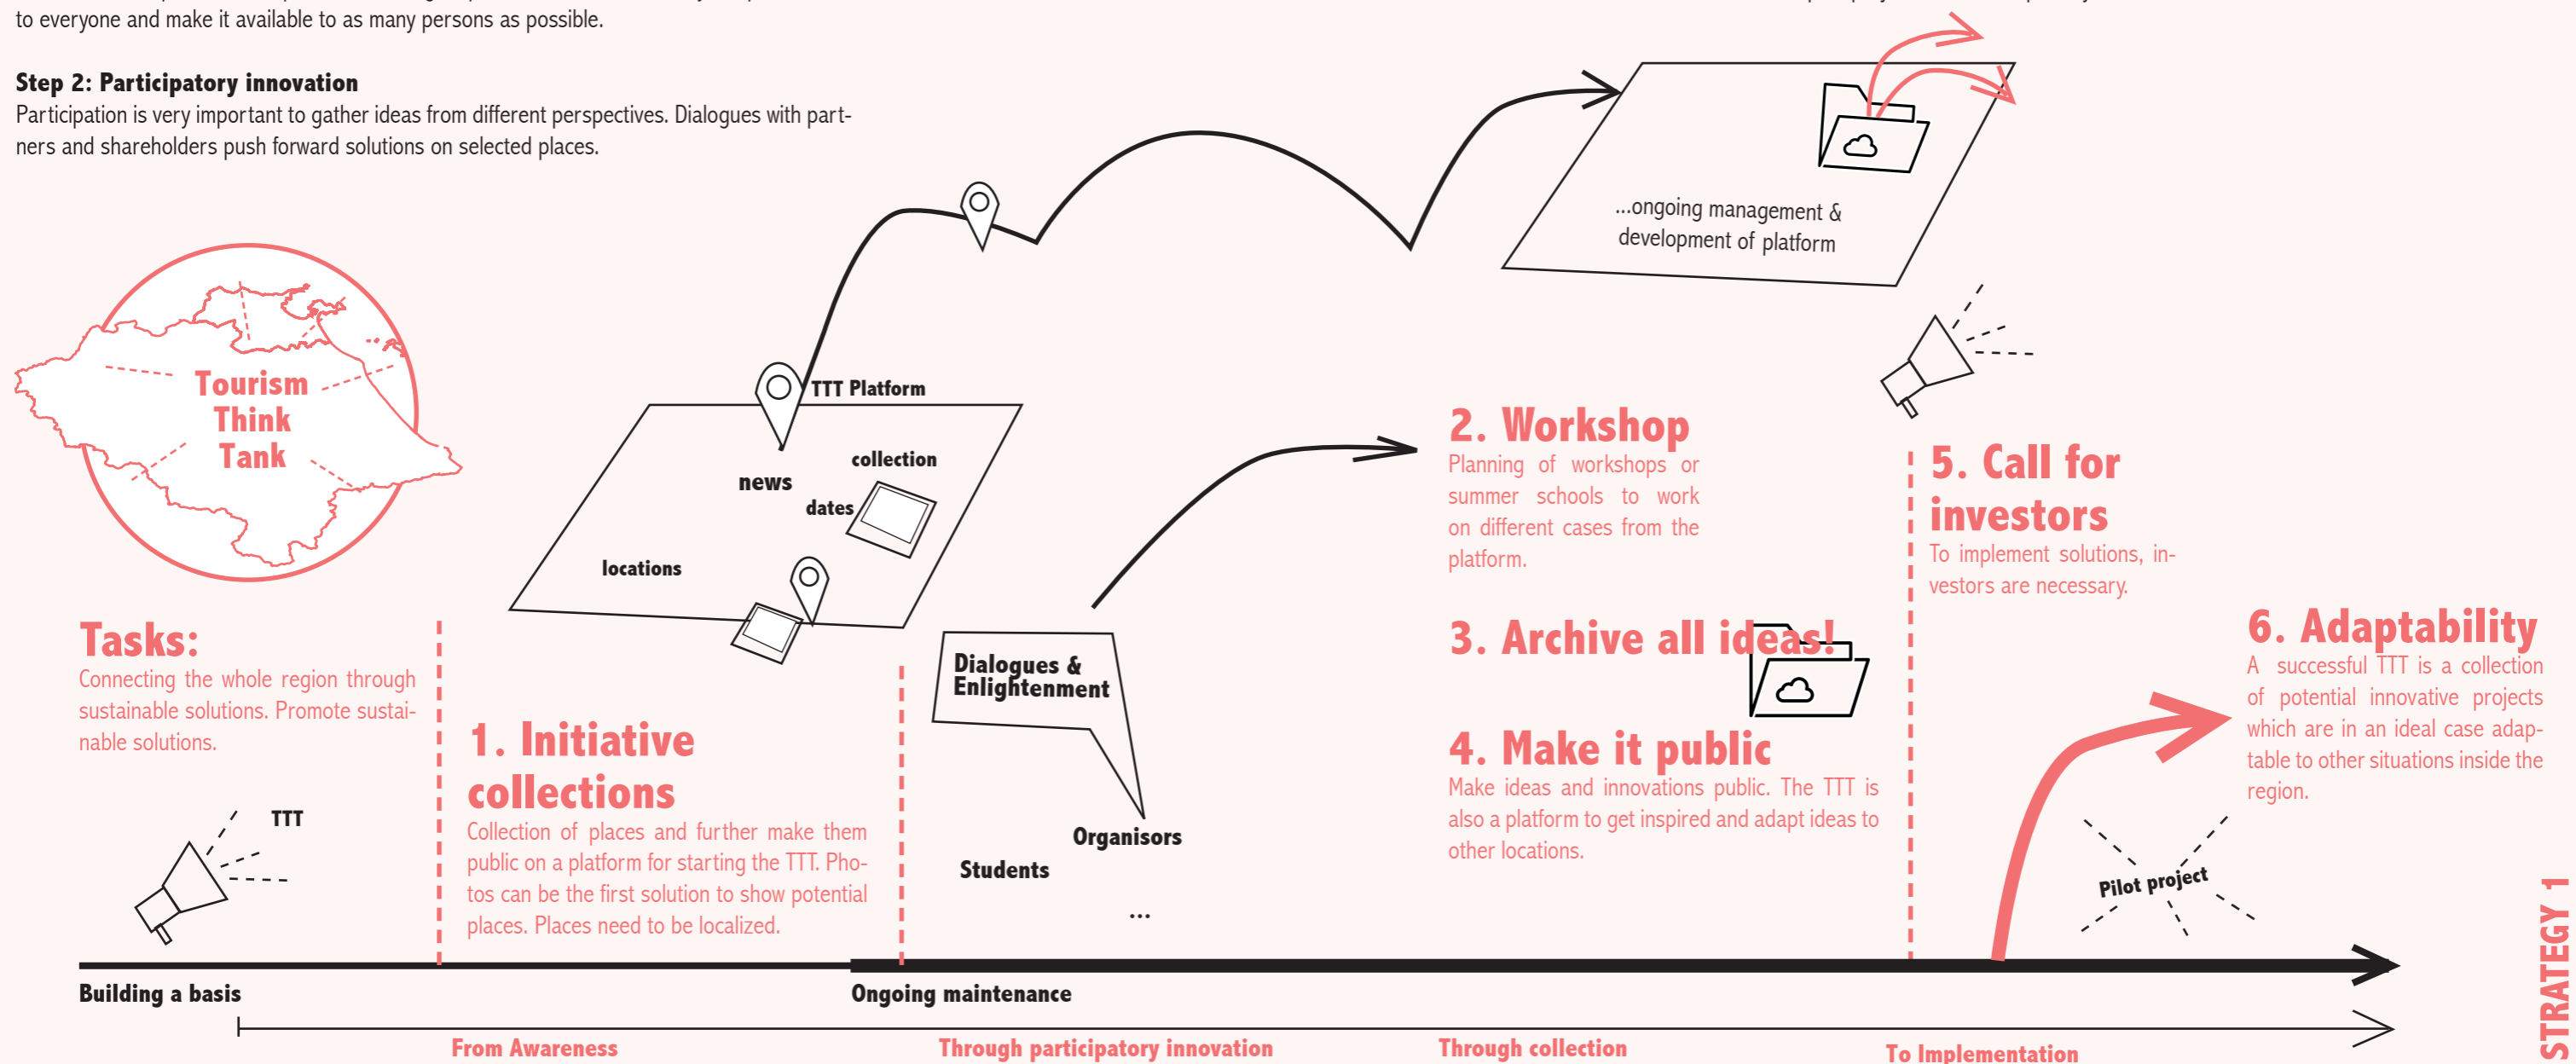 to everyone and make it available to as many persons as possible.
Step 2: Participatory innovation
Participation is very important to gather ideas from different perspectives. Dialogues with part-
ners and shareholders push forward solutions on selected places.
...ongoing management &
development of platform
Tourism
Think
Tank
TTT Platform
collection
news
dates
locations
Tasks:
Connecting the whole region through
sustainable solutions. Promote sustai-
nable solutions.
TTT
1. Initiative
collections
Collection of places and further make them
public on a platform for starting the TTT. Pho-
tos can be the first solution to show potential
places. Places need to be localized.
Dialogues &
Enlightenment
Organisors
Students
...
2. Workshop
Planning of workshops or
summer schools to work
on different cases from the
platform.
3. Archive all ideas!
4. Make it public
Make ideas and innovations public. The TTT is
also a platform to get inspired and adapt ideas to
other locations.
5. Call for
investors
To implement solutions, in-
vestors are necessary.
6. Adaptability
A successful TTT is a collection
of potential innovative projects
which are in an ideal case adap-
table to other situations inside the
region.
Pilot project
STRATEGY 1
Building a basis
Ongoing maintenance
From Awareness
Through participatory innovation
Through collection
To Implementation